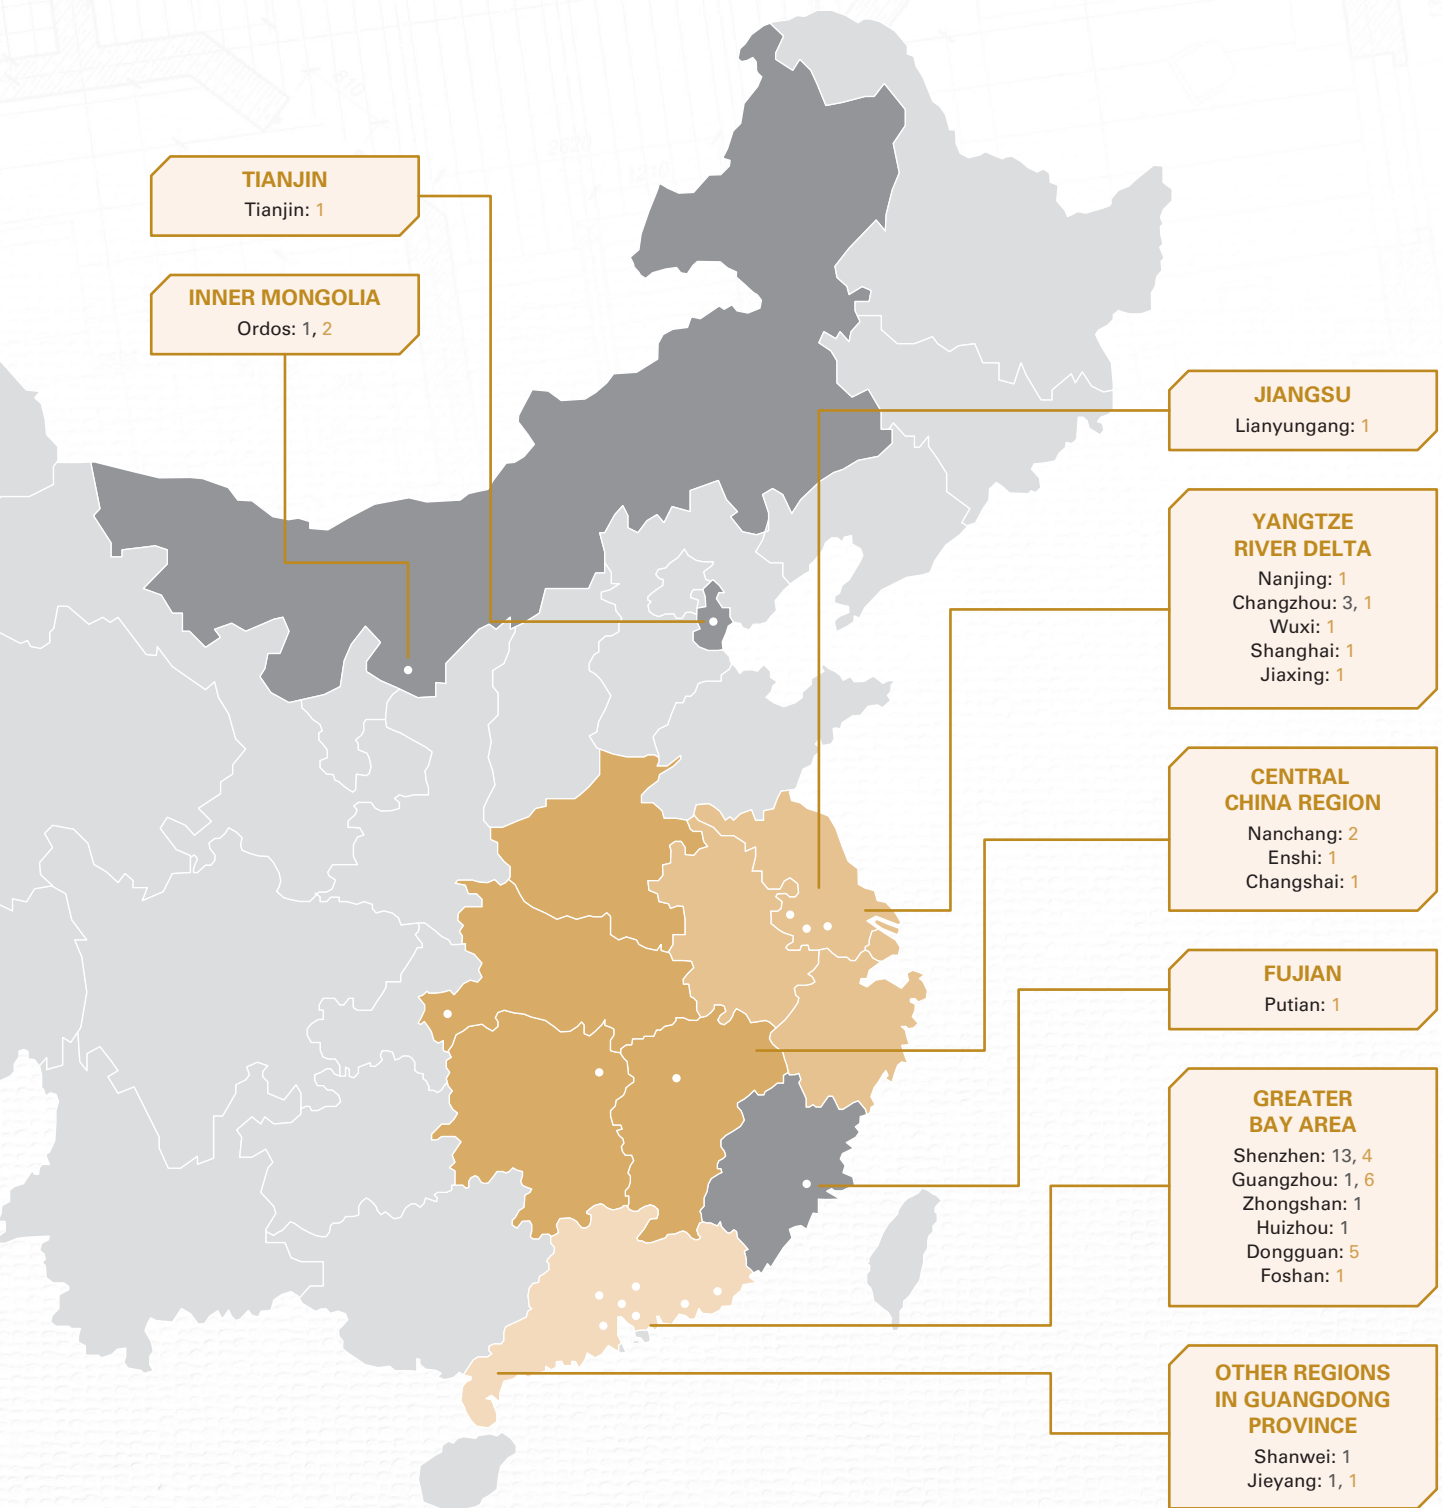 TIANJIN
Tianjin: 1
INNER MONGOLIA
Ordos: 1, 2
JIANGSU
Lianyungang: 1
YANGTZE
RIVER DELTA
Nanjing: 1
Changzhou: 3, 1
Wuxi: 1
Shanghai: 1
Jiaxing: 1
CENTRAL
CHINA REGION
Nanchang: 2
Enshi: 1
Changshai: 1
FUJIAN
Putian: 1
GREATER
BAY AREA
Shenzhen: 13, 4
Guangzhou: 1, 6
Zhongshan: 1
Huizhou: 1
Dongguan: 5
Foshan: 1
OTHER REGIONS
IN GUANGDONG
PROVINCE
Shanwei: 1
Jieyang: 1, 1